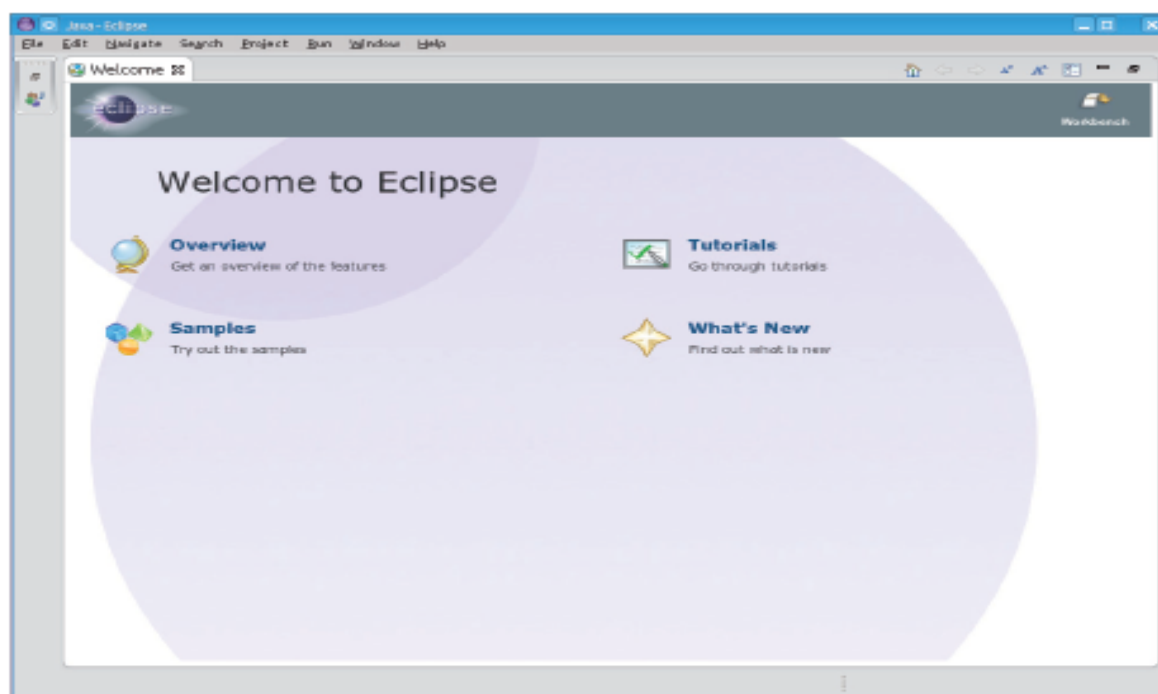 Java - Eclipse
File Edit Navigate Search Project Run Window Help
Welcome
eclipse
Workbench
Welcome to Eclipse
Overview
Get an overview of the features
Tutorials
Go through tutorials
Samples
Try out the samples
What's New
Find out what is new